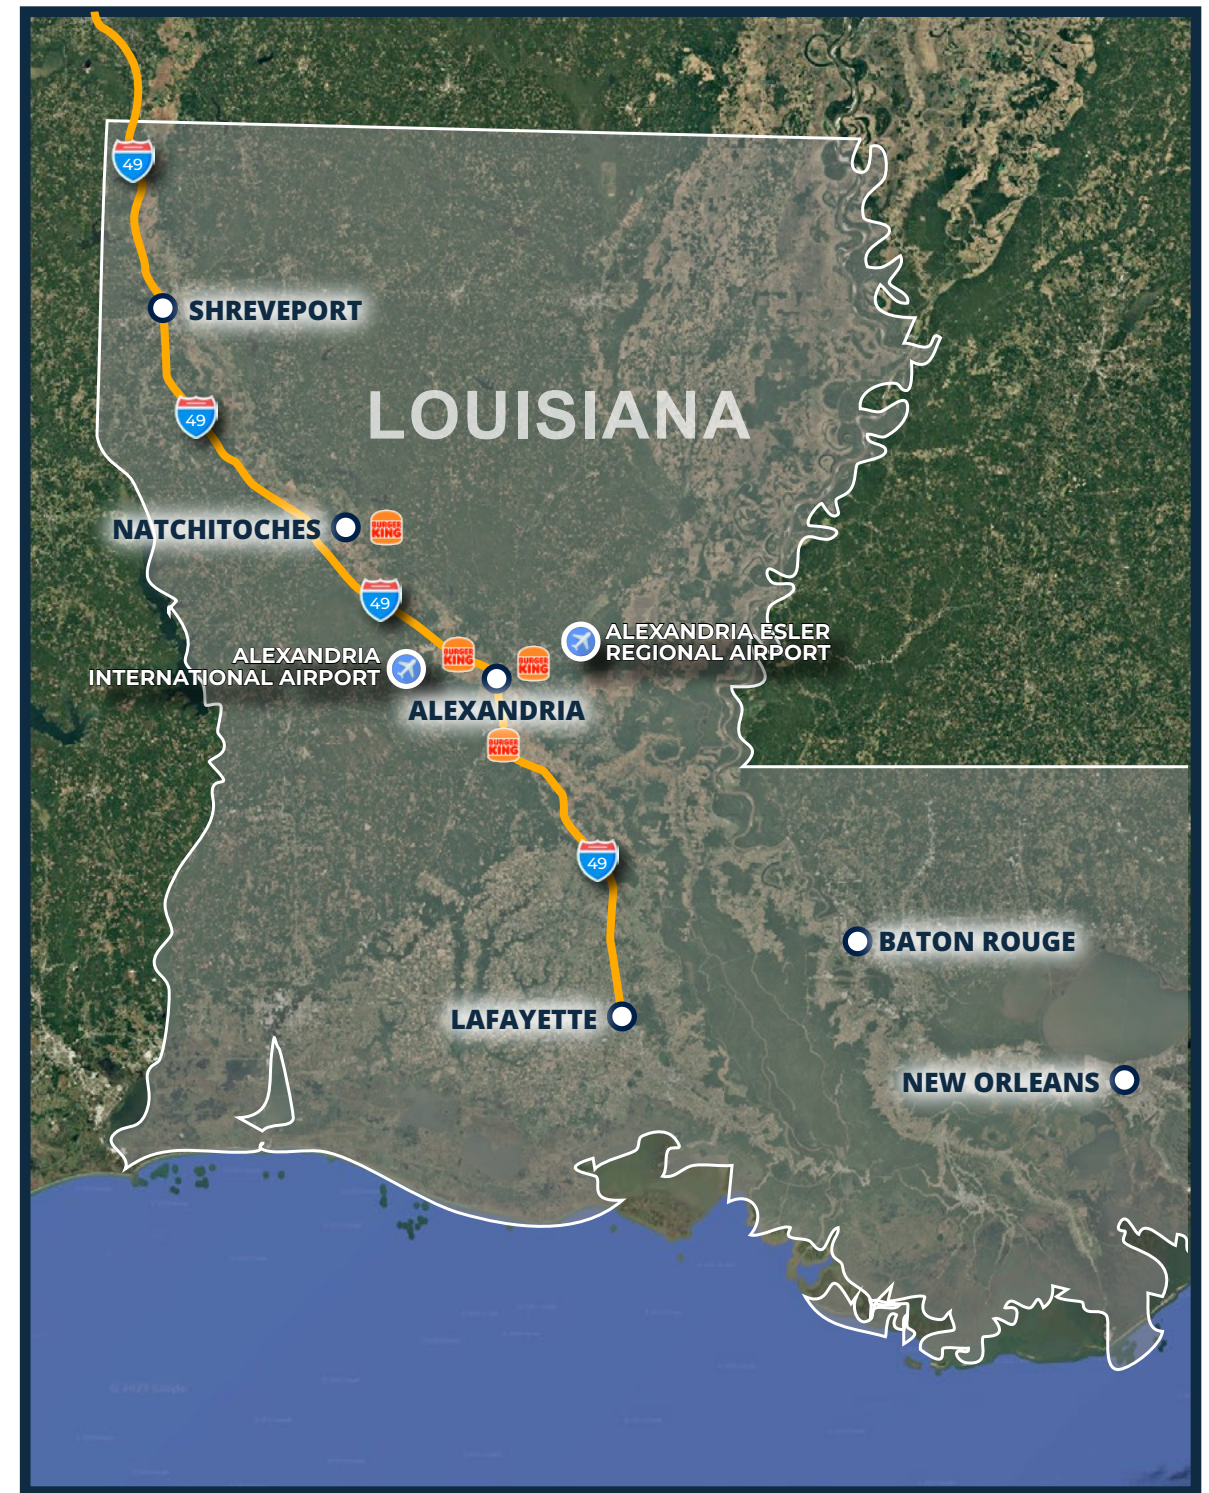 49
SHREVEPORT
49
LOUISIANA
NATCHITOCHES
BURGER
KING
49
ALEXANDRIA
INTERNATIONAL AIRPORT
BURGER
KING
BURGER
KING
ALEXANDRIA ESLER
REGIONAL AIRPORT
ALEXANDRIA
BURGER
KING
49
BATON ROUGE
LAFAYETTE
NEW ORLEANS